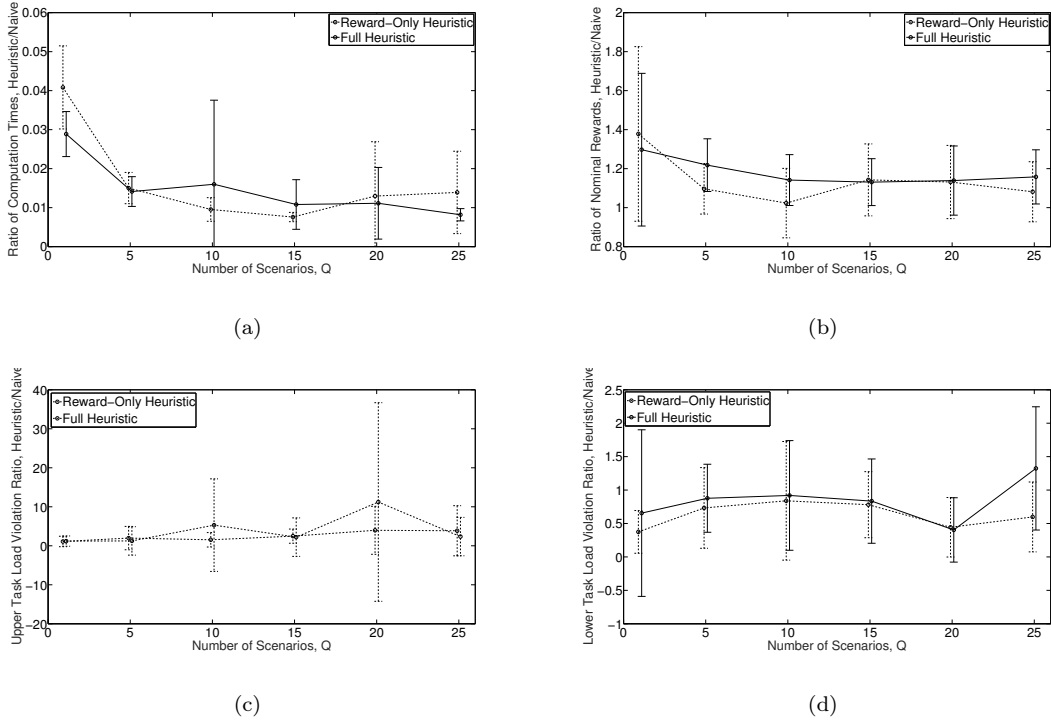 0.06
0.05
0.04
0.03
0.02
0.01
0
Ratio of Computation Times, Heuristic/Naive
0 5 10 15 20 25
Number of Scenarios, Q
Reward−Only Heuristic
Full Heuristic
(a)
2
1.8
1.6
1.4
1.2
1
0.8
Ratio of Nominal Rewards, Heuristic/Naive
0 5 10 15 20 25
Number of Scenarios, Q
Reward−Only Heuristic
Full Heuristic
(b)
40
30
20
10
0
−10
−20
Upper Task Load Violation Ratio, Heuristic/Naive
0 5 10 15 20 25
Number of Scenarios, Q
Reward−Only Heuristic
Full Heuristic
(c)
2.5
2
1.5
1
0.5
0
−0.5
−1
Lower Task Load Violation Ratio, Heuristic/Naive
0 5 10 15 20 25
Number of Scenarios, Q
Reward−Only Heuristic
Full Heuristic
(d)